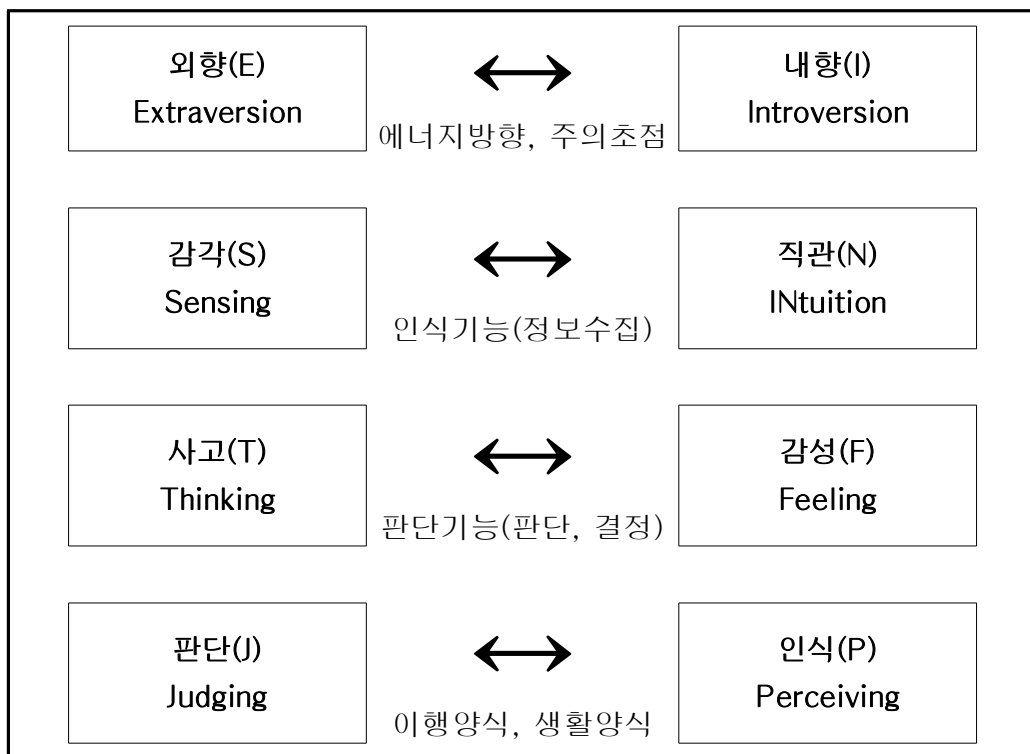 외향(E)
Extraversion
내향(I)
Introversion
에너지방향, 주의초점
감각(S)
Sensing
직관(N)
INtuition
인식기능(정보수집)
사고(T)
Thinking
감성(F)
Feeling
판단기능(판단, 결정)
판단(J)
Judging
인식(P)
Perceiving
이행양식, 생활양식